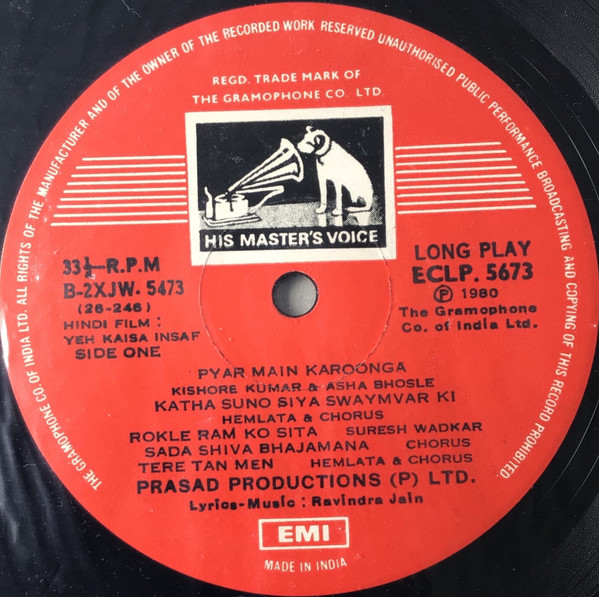 THE GRAMOPHONE CO OF INDIA LTD. ALL RIGHTS OF THE MANUFACTURER AND OF THE OWNER OF THE RECORDED WORK RESERVED UNAUTHORISED PUBLIC PERFORMANCE BROADCASTING AND COPYING OF THIS RECORD PROHIBITED.
REGD. TRADE MARK OF
THE GRAMOPHONE CO. LTD.
HIS MASTER'S VOICE
33⅓-R.P.M
B-2XJW. 5473
(26-246)
HINDI FILM :
YEH KAISA INSAF
SIDE ONE
LONG PLAY
ECLP. 5673
Ⓟ 1980
The Gramophone
Co. of India Ltd.
PYAR MAIN KAROONGA
KISHORE KUMAR & ASHA BHOSLE
KATHA SUNO SIYA SWAYMVAR KI
HEMLATA & CHORUS
ROKLE RAM KO SITA SURESH WADKAR
SADA SHIVA BHAJAMANA CHORUS
TERE TAN MEN HEMLATA & CHORUS
PRASAD PRODUCTIONS (P) LTD.
Lyrics-Music : Ravindra Jain
EMI
MADE IN INDIA